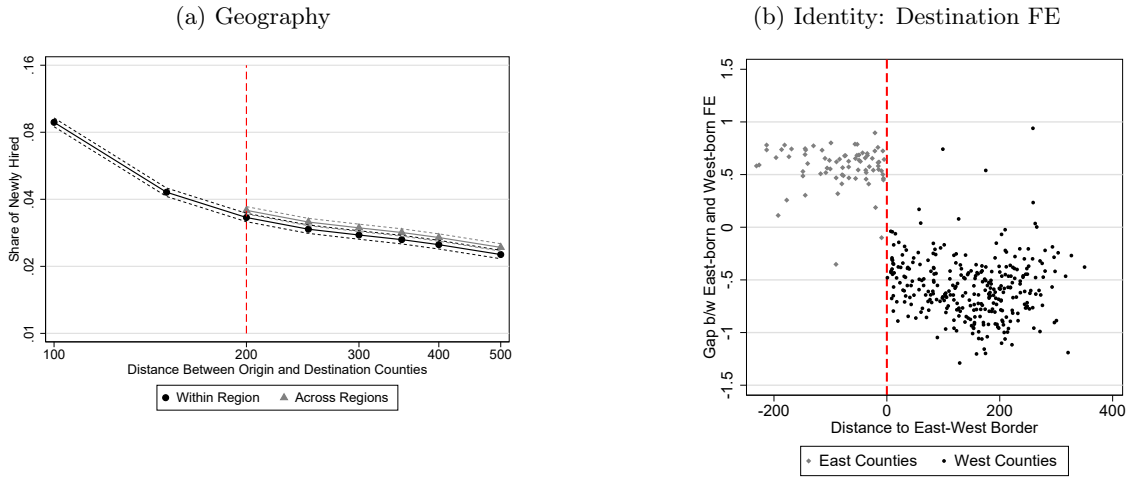 (a) Geography
.16
.08
.04
.02
.01
Share of Newly Hired
100
200
300
400
500
Distance Between Origin and Destination Counties
Within Region
Across Regions
(b) Identity: Destination FE
1.5
1
.5
0
-.5
-1
-1.5
Gap b/w East-born and West-born FE
-200
0
200
400
Distance to East-West Border
East Counties
West Counties